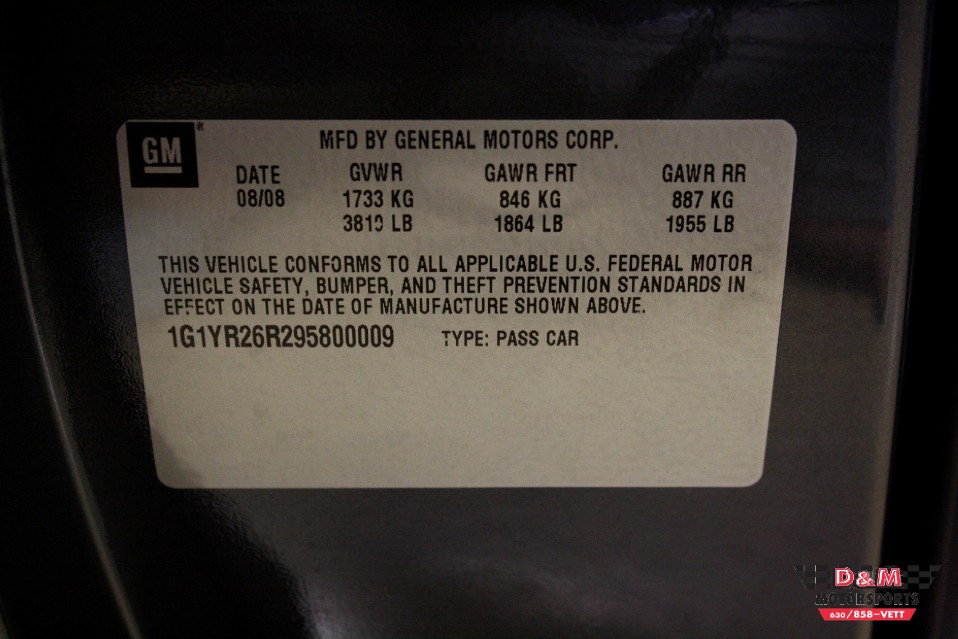 GM ®
MFD BY GENERAL MOTORS CORP.
DATE GVWR GAWR FRT GAWR RR
08/08 1733 KG 846 KG 887 KG
3819 LB 1864 LB 1955 LB
THIS VEHICLE CONFORMS TO ALL APPLICABLE U.S. FEDERAL MOTOR
VEHICLE SAFETY, BUMPER, AND THEFT PREVENTION STANDARDS IN
EFFECT ON THE DATE OF MANUFACTURE SHOWN ABOVE.
1G1YR26R295800009 TYPE: PASS CAR
D&M
MOTORSPORTS
630/858-VETT